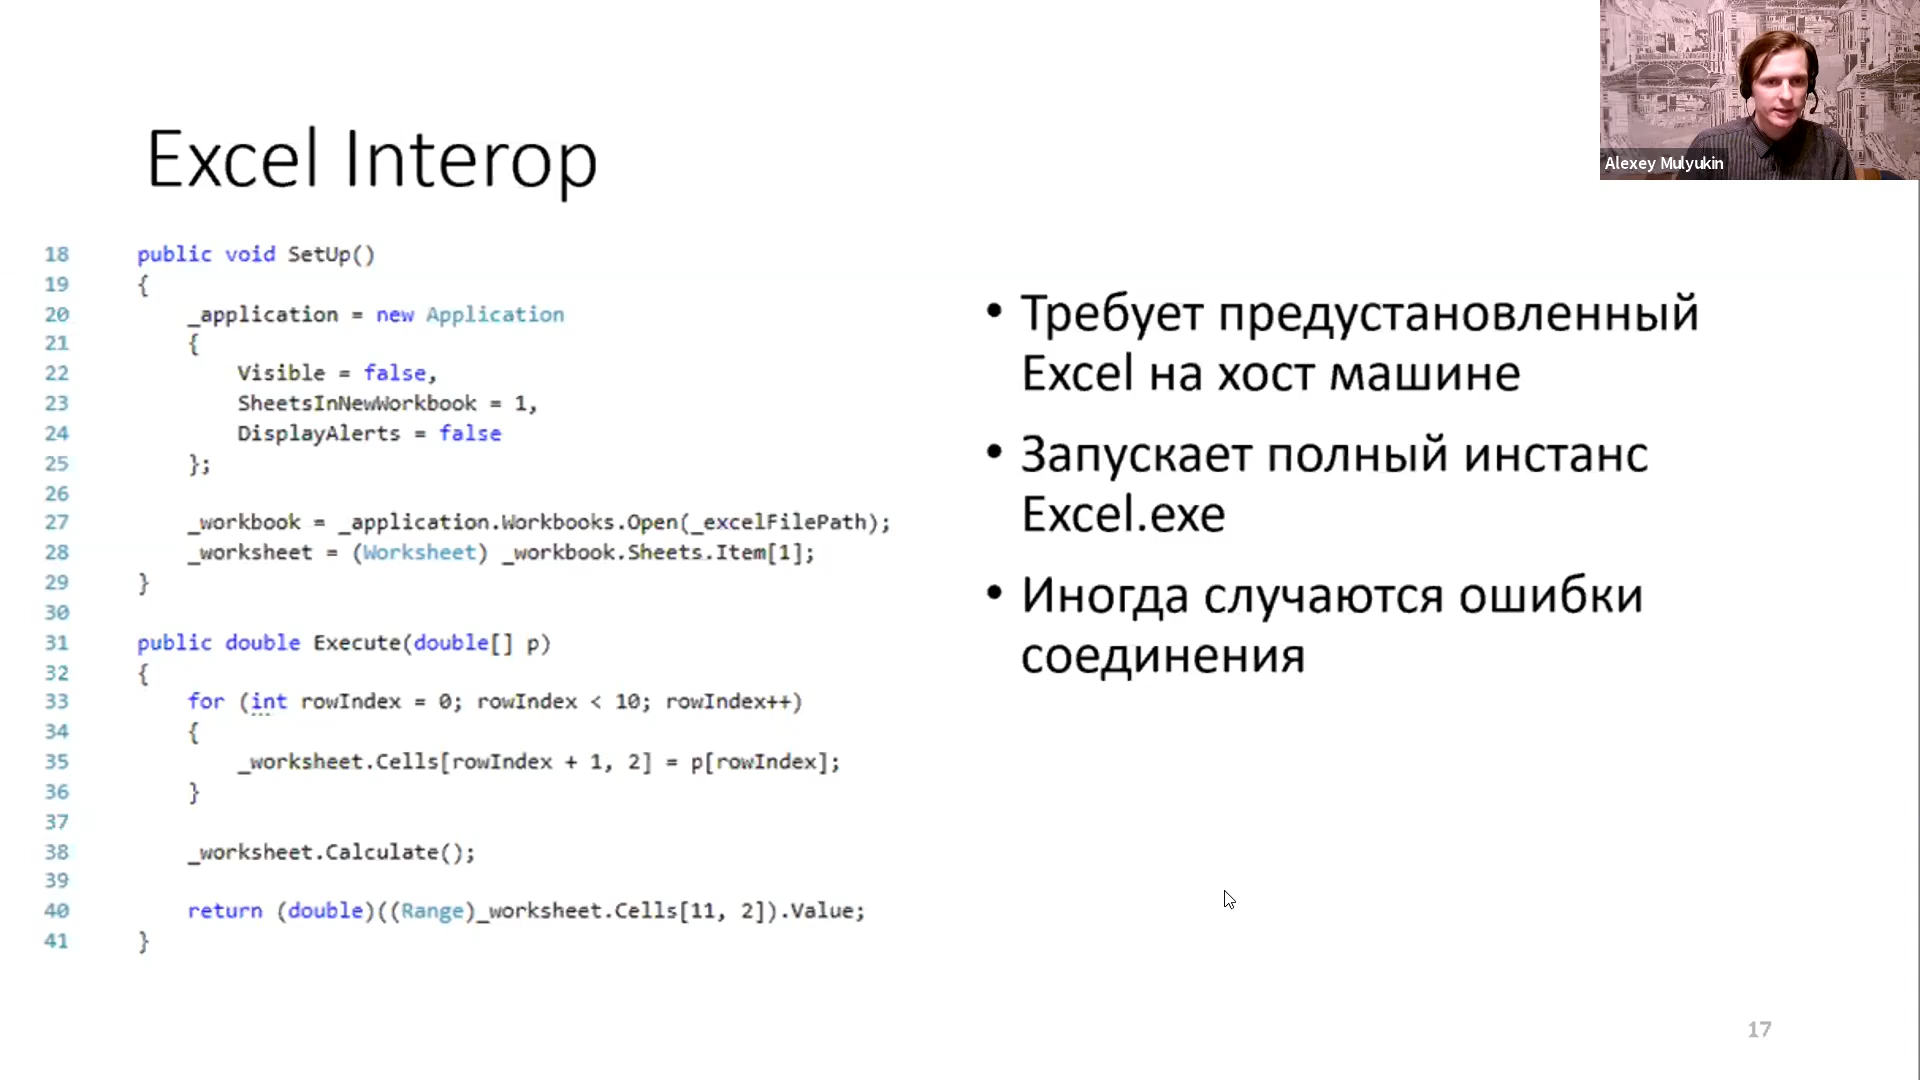 Excel Interop
Alexey Mulyukin
18 public void SetUp()
19 {
20 _application = new Application
21 {
22 Visible = false,
23 SheetsInNewWorkbook = 1,
24 DisplayAlerts = false
25 };
26
27 _workbook = _application.Workbooks.Open(_excelFilePath);
28 _worksheet = (Worksheet) _workbook.Sheets.Item[1];
29 }
30
31 public double Execute(double[] p)
32 {
33 for (int rowIndex = 0; rowIndex < 10; rowIndex++)
34 {
35 _worksheet.Cells[rowIndex + 1, 2] = p[rowIndex];
36 }
37
38 _worksheet.Calculate();
39
40 return (double)((Range)_worksheet.Cells[11, 2]).Value;
41 }
• Требует предустановленный
Excel на хост машине
• Запускает полный инстанс
Excel.exe
• Иногда случаются ошибки
соединения
17